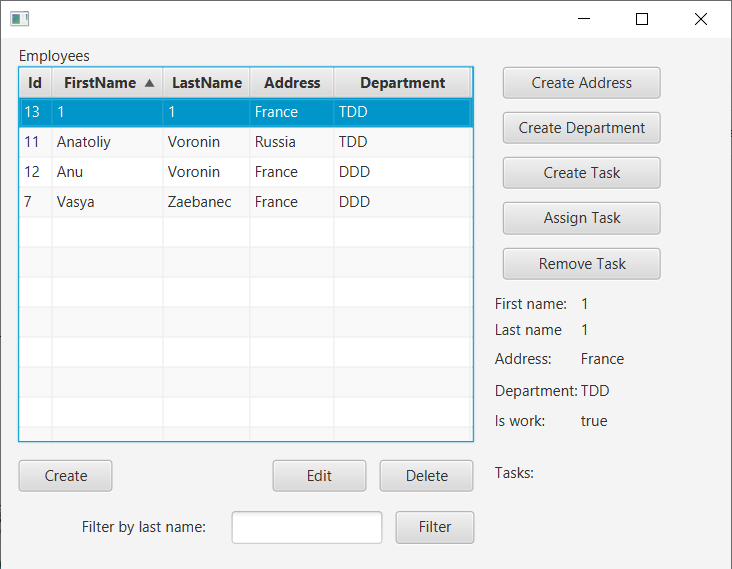 Employees
Id FirstName LastName Address Department
13 1 1 France TDD
11 Anatoliy Voronin Russia TDD
12 Anu Voronin France DDD
7 Vasya Zaebanec France DDD
Create Address
Create Department
Create Task
Assign Task
Remove Task
First name: 1
Last name 1
Address: France
Department: TDD
Is work: true
Tasks:
Create Edit Delete
Filter by last name: Filter